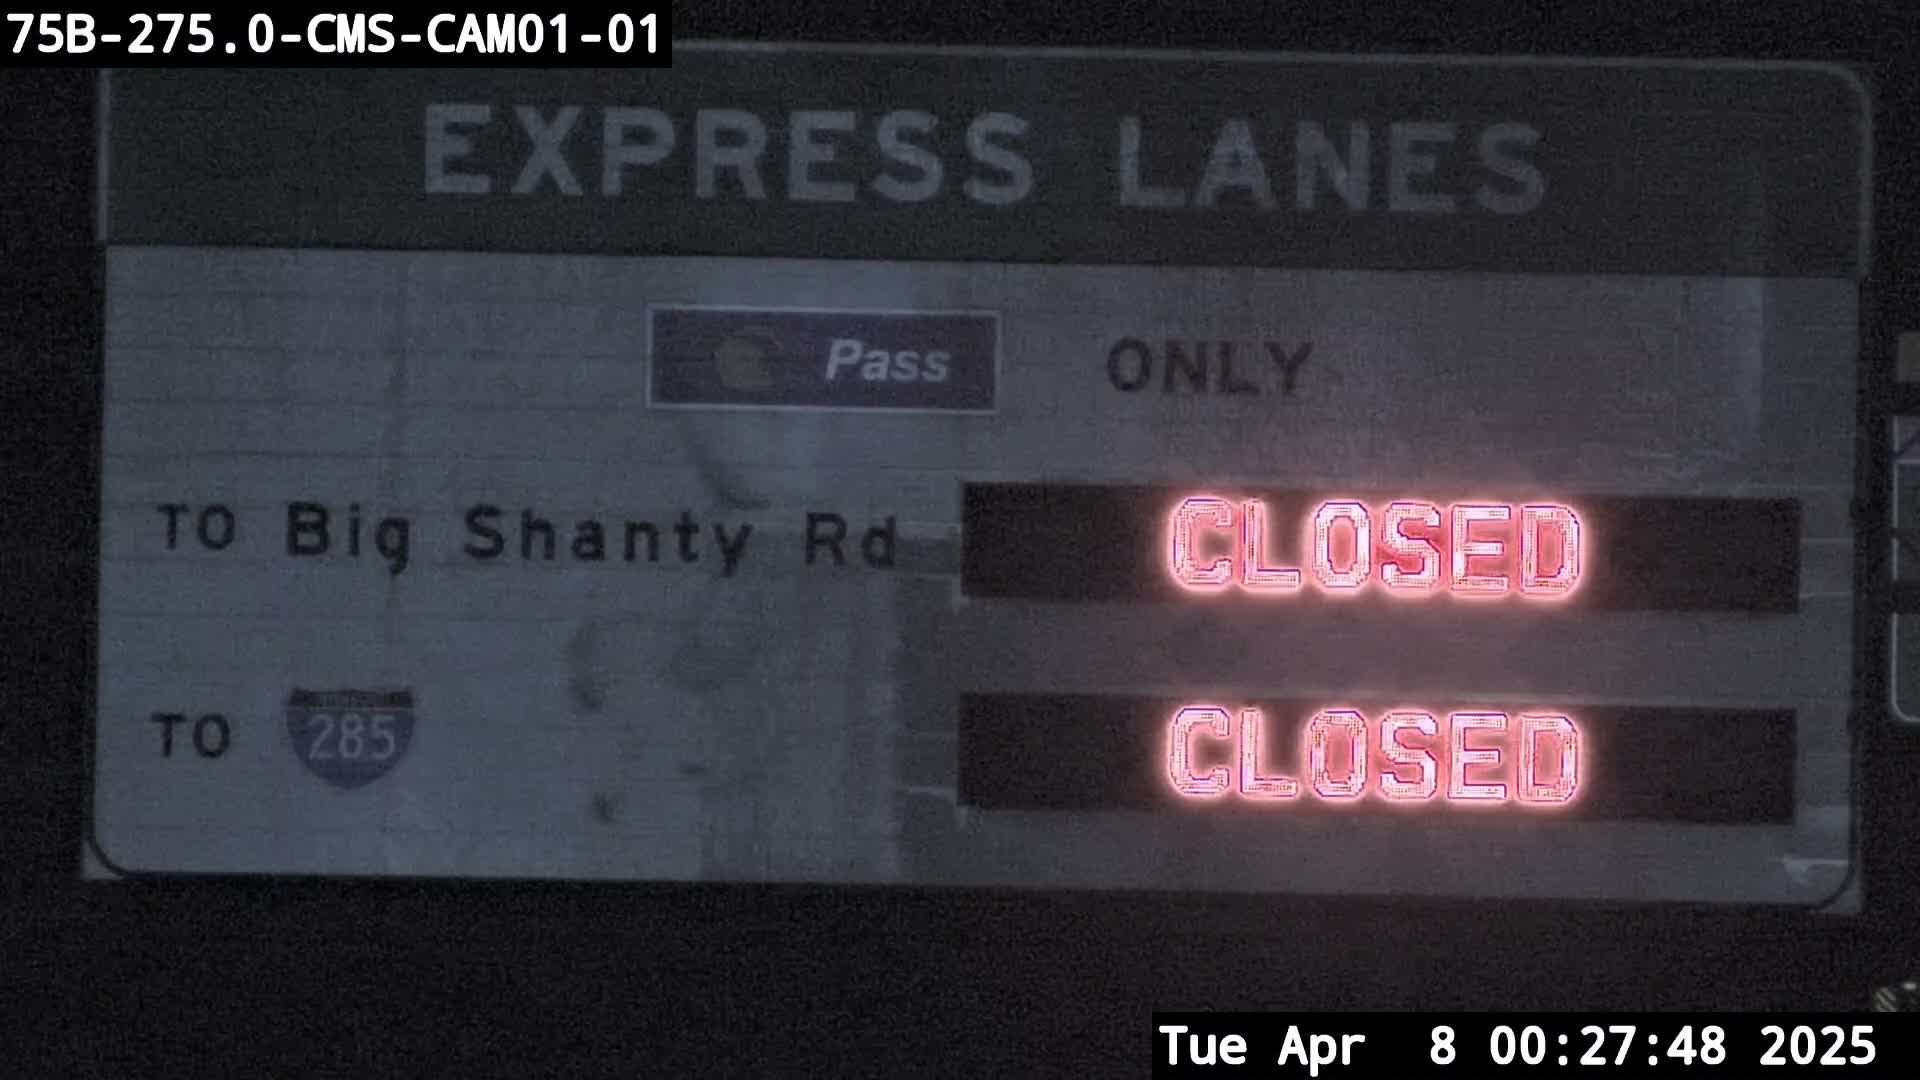 75B-275.0-CMS-CAM01-01
EXPRESS LANES
Pass ONLY
TO Big Shanty Rd CLOSED
TO 285 CLOSED
Tue Apr 8 00:27:48 2025